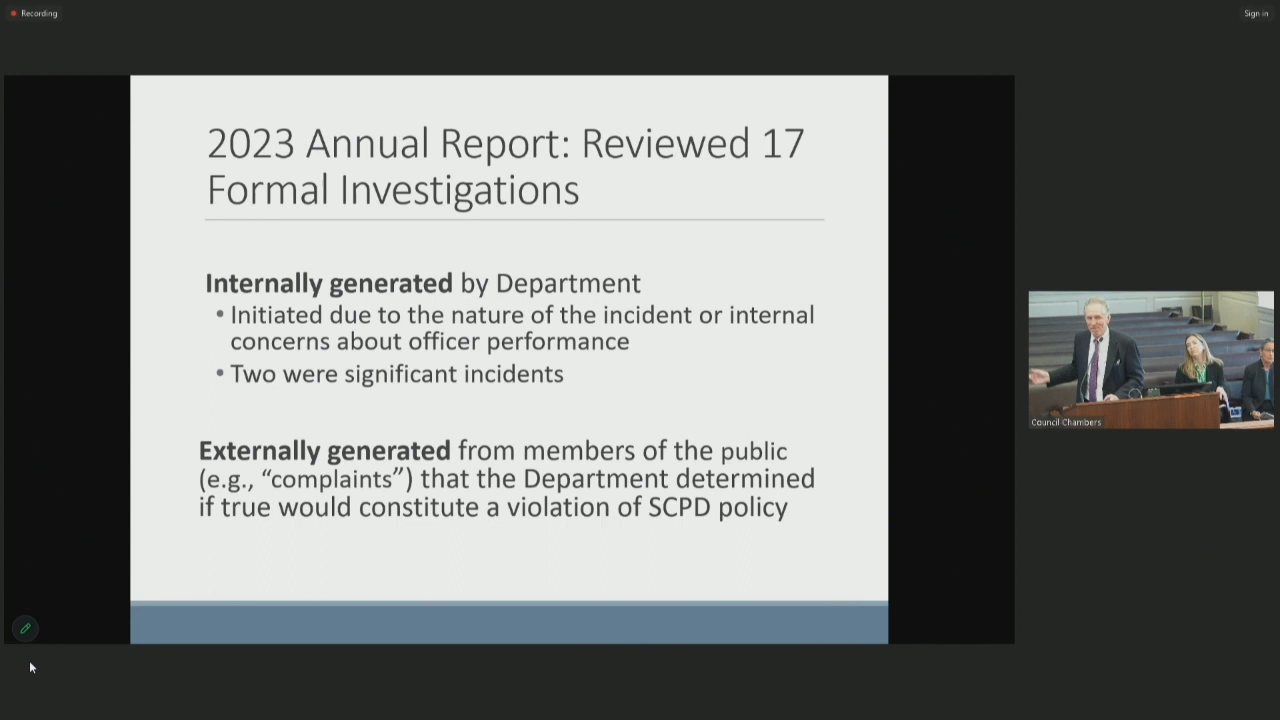 Recording
Sign in
2023 Annual Report: Reviewed 17
Formal Investigations
Internally generated by Department
• Initiated due to the nature of the incident or internal
concerns about officer performance
• Two were significant incidents
Externally generated from members of the public
(e.g., “complaints”) that the Department determined
if true would constitute a violation of SCPD policy
Council Chambers